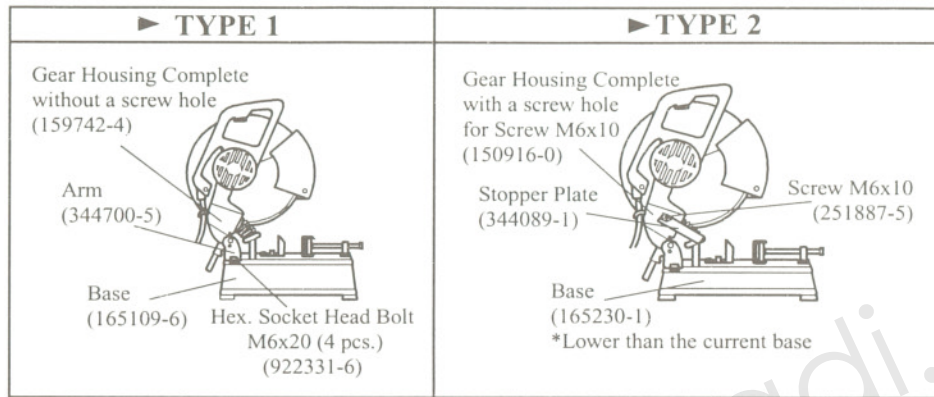 ► TYPE 1
Gear Housing Complete
without a screw hole
(159742-4)
Arm
(344700-5)
Base
(165109-6)
Hex. Socket Head Bolt
M6x20 (4 pcs.)
(922331-6)
► TYPE 2
Gear Housing Complete
with a screw hole
for Screw M6x10
(150916-0)
Stopper Plate
(344089-1)
Screw M6x10
(251887-5)
Base
(165230-1)
*Lower than the current base